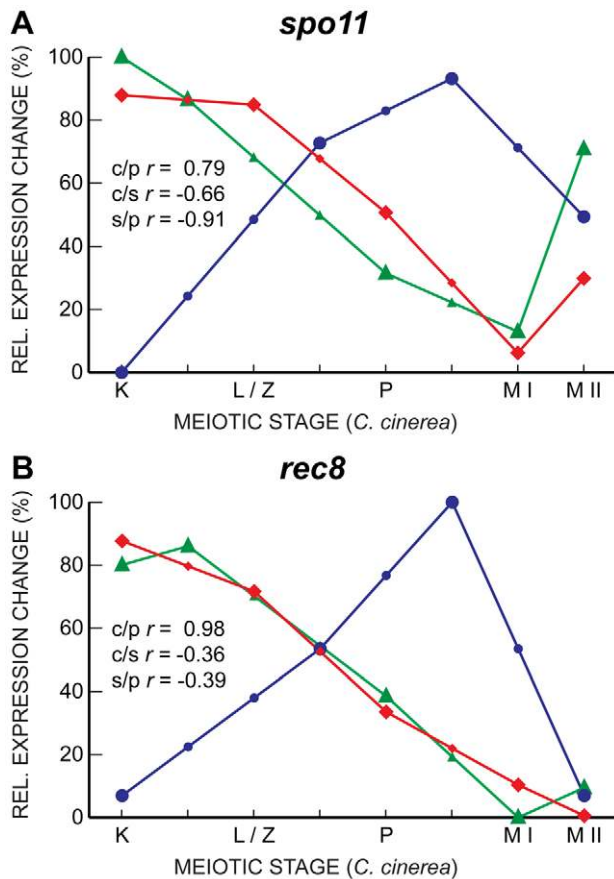 A
spo11
REL. EXPRESSION CHANGE (%)
100
80
60
40
20
0
c/p r = 0.79
c/s r = -0.66
s/p r = -0.91
K L / Z P M I M II
MEIOTIC STAGE (C. cinerea)
B
rec8
REL. EXPRESSION CHANGE (%)
100
80
60
40
20
0
c/p r = 0.98
c/s r = -0.36
s/p r = -0.39
K L / Z P M I M II
MEIOTIC STAGE (C. cinerea)